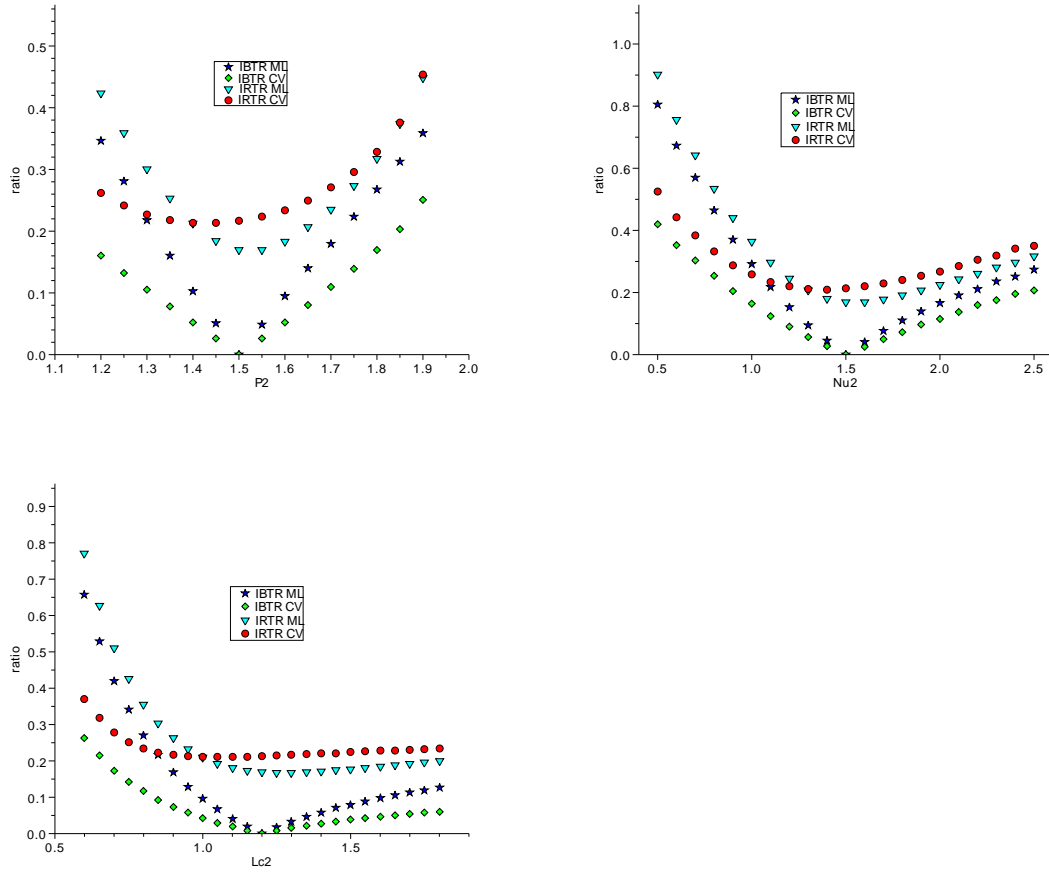 0.5
0.4
0.3
0.2
0.1
0.0
ratio
1.1 1.2 1.3 1.4 1.5 1.6 1.7 1.8 1.9 2.0
P2
IBTR ML
IBTR CV
IRTR ML
IRTR CV
1.0
0.8
0.6
0.4
0.2
0.0
ratio
0.5 1.0 1.5 2.0 2.5
Nu2
IBTR ML
IBTR CV
IRTR ML
IRTR CV
0.9
0.8
0.7
0.6
0.5
0.4
0.3
0.2
0.1
0.0
ratio
0.5 1.0 1.5
Lc2
IBTR ML
IBTR CV
IRTR ML
IRTR CV